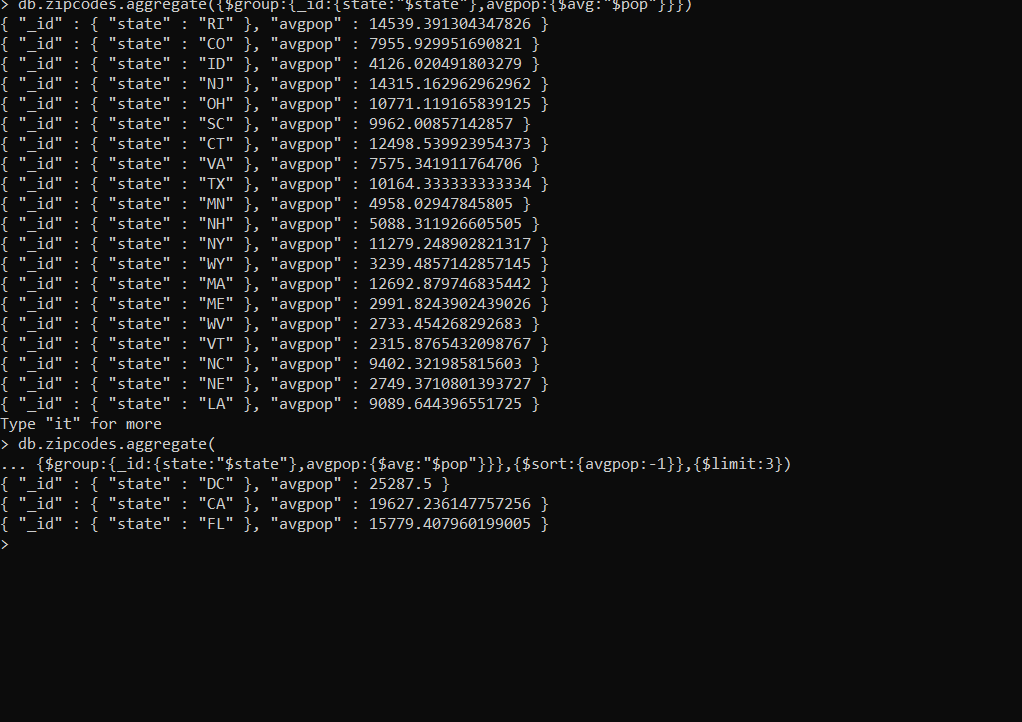 > db.zipcodes.aggregate({$group:{_id:{state:"$state"},avgpop:{$avg:"$pop"}}})
{ "_id" : { "state" : "RI" }, "avgpop" : 14539.391304347826 }
{ "_id" : { "state" : "CO" }, "avgpop" : 7955.929951690821 }
{ "_id" : { "state" : "ID" }, "avgpop" : 4126.020491803279 }
{ "_id" : { "state" : "NJ" }, "avgpop" : 14315.162962962962 }
{ "_id" : { "state" : "OH" }, "avgpop" : 10771.119165839125 }
{ "_id" : { "state" : "SC" }, "avgpop" : 9962.00857142857 }
{ "_id" : { "state" : "CT" }, "avgpop" : 12498.539923954373 }
{ "_id" : { "state" : "VA" }, "avgpop" : 7575.341911764706 }
{ "_id" : { "state" : "TX" }, "avgpop" : 10164.333333333334 }
{ "_id" : { "state" : "MN" }, "avgpop" : 4958.02947845805 }
{ "_id" : { "state" : "NH" }, "avgpop" : 5088.311926605505 }
{ "_id" : { "state" : "NY" }, "avgpop" : 11279.248902821317 }
{ "_id" : { "state" : "WY" }, "avgpop" : 3239.4857142857145 }
{ "_id" : { "state" : "MA" }, "avgpop" : 12692.879746835442 }
{ "_id" : { "state" : "ME" }, "avgpop" : 2991.8243902439026 }
{ "_id" : { "state" : "WV" }, "avgpop" : 2733.454268292683 }
{ "_id" : { "state" : "VT" }, "avgpop" : 2315.8765432098767 }
{ "_id" : { "state" : "NC" }, "avgpop" : 9402.321985815603 }
{ "_id" : { "state" : "NE" }, "avgpop" : 2749.3710801393727 }
{ "_id" : { "state" : "LA" }, "avgpop" : 9089.644396551725 }
Type "it" for more
> db.zipcodes.aggregate(
... {$group:{_id:{state:"$state"},avgpop:{$avg:"$pop"}}},{$sort:{avgpop:-1}},{$limit:3})
{ "_id" : { "state" : "DC" }, "avgpop" : 25287.5 }
{ "_id" : { "state" : "CA" }, "avgpop" : 19627.236147757256 }
{ "_id" : { "state" : "FL" }, "avgpop" : 15779.407960199005 }
>